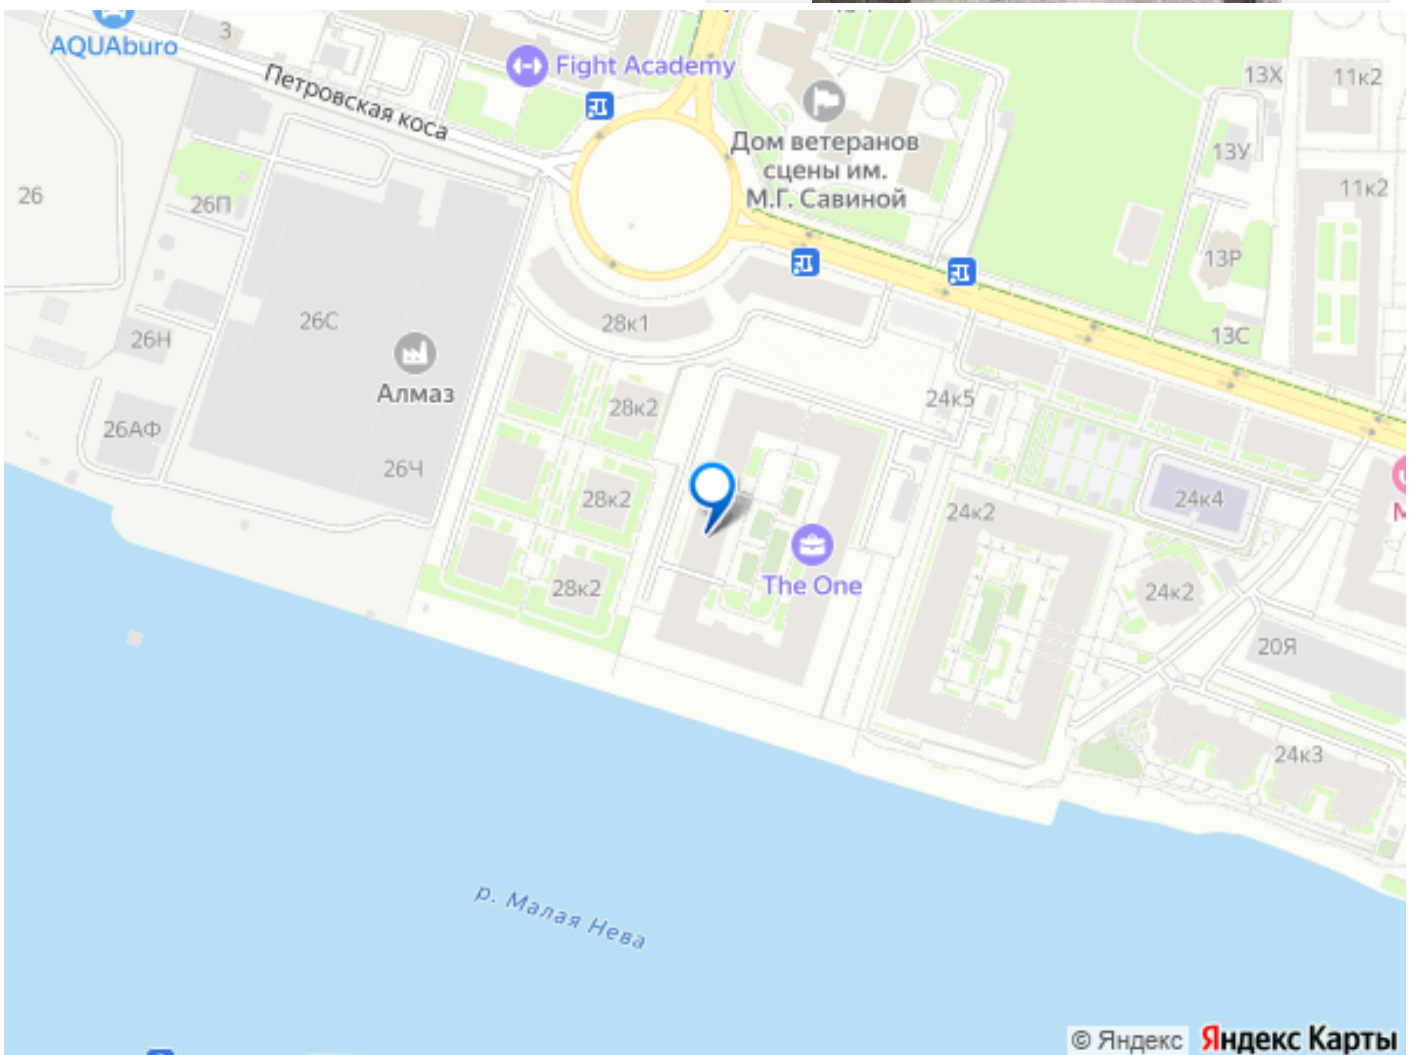 AQUAburo
3
Петровская коса
Fight Academy
13Х
11к2
Дом ветеранов
сцены им.
М.Г. Савиной
13У
26
26П
11к2
13Р
26С
28к1
26Н
13С
Алмаз
28к2
24к5
26АФ
26Ч
28к2
24к2
24к4
The One
28к2
24к2
20Я
24к3
р. Малая Нева
© Яндекс Яндекс Карты